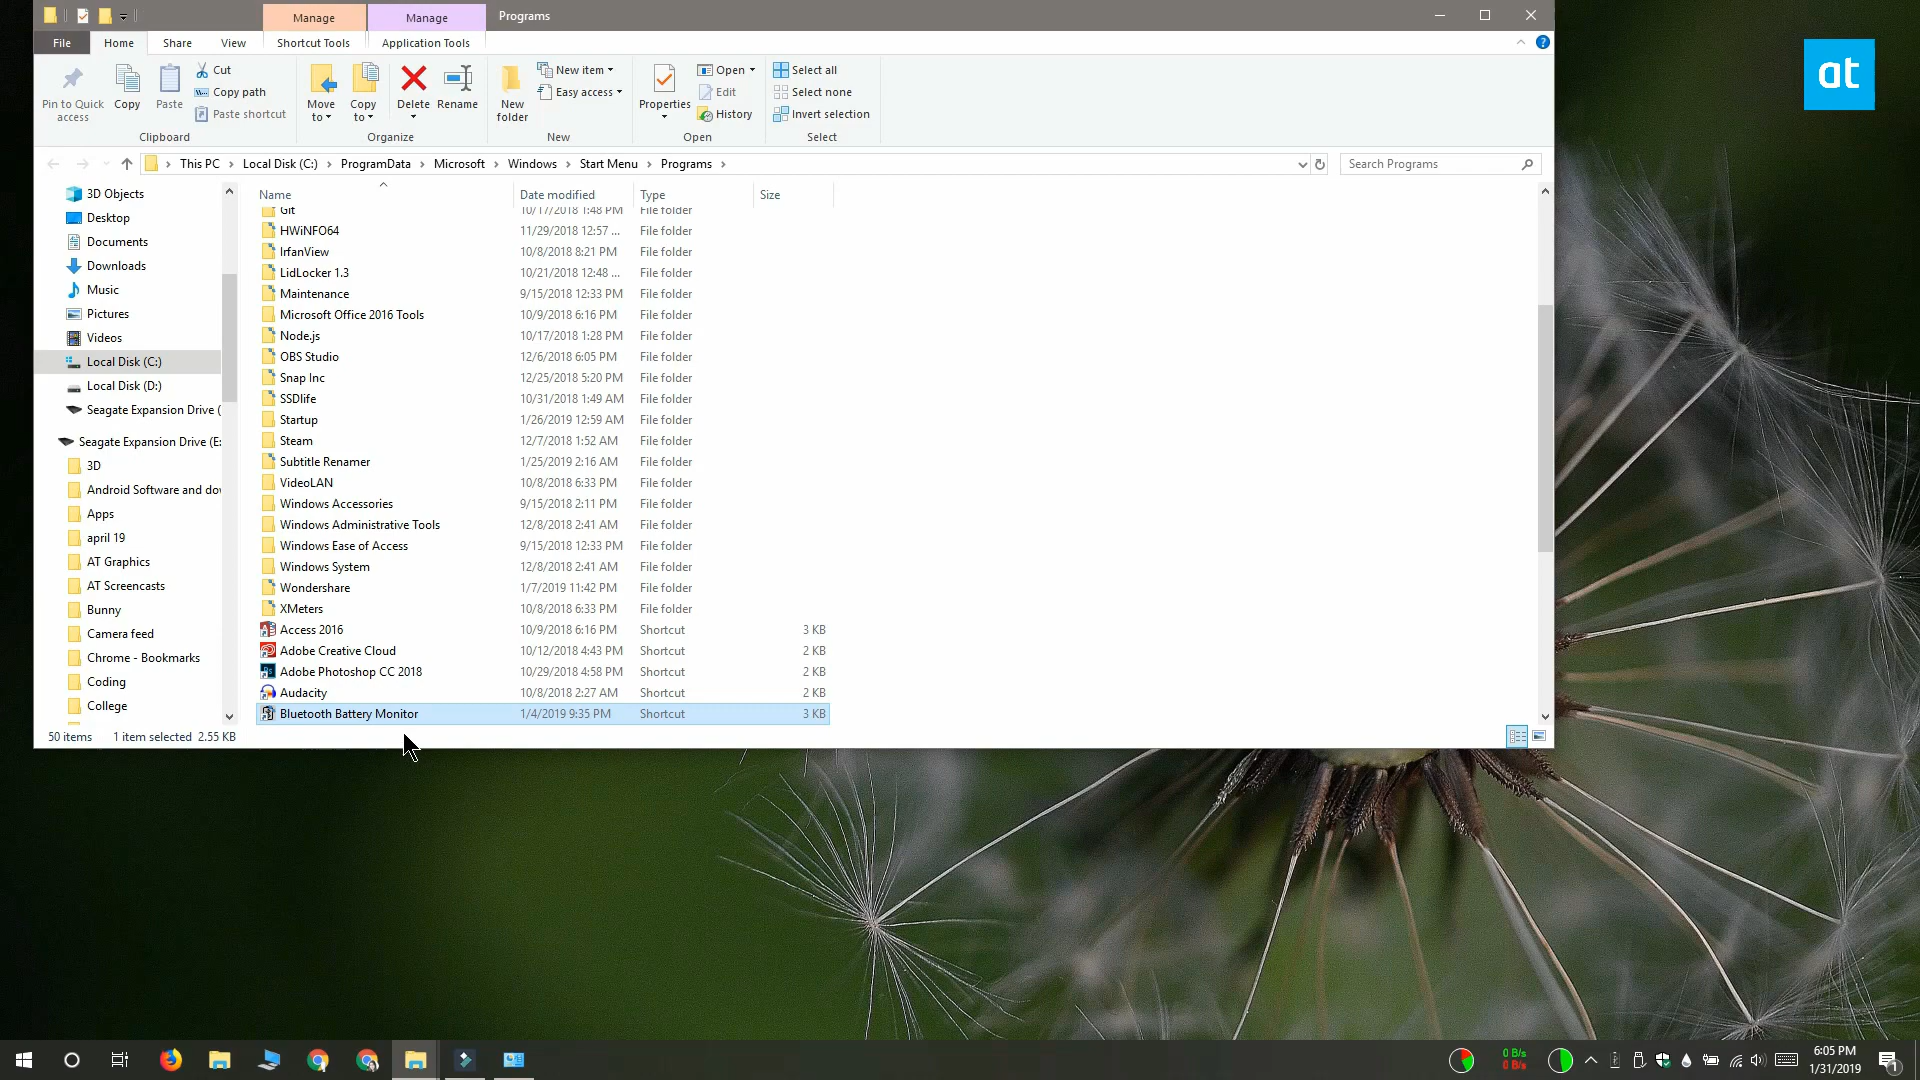 Manage Manage Programs
File Home Share View Shortcut Tools Application Tools
Pin to Quick access
Copy
Paste
Cut
Copy path
Paste shortcut
Clipboard
Move to
Copy to
Delete
Rename
Organize
New folder
New item
Easy access
New
Properties
Open
Edit
History
Open
Select all
Select none
Invert selection
Select
at
This PC › Local Disk (C:) › ProgramData › Microsoft › Windows › Start Menu › Programs ›
Search Programs
3D Objects
Desktop
Documents
Downloads
Music
Pictures
Videos
Local Disk (C:)
Local Disk (D:)
Seagate Expansion Drive (
Seagate Expansion Drive (E:
3D
Android Software and do
Apps
april 19
AT Graphics
AT Screencasts
Bunny
Camera feed
Chrome - Bookmarks
Coding
College
Name Date modified Type Size
Git 10/17/2018 1:48 PM File folder
HWiNFO64 11/29/2018 12:57 ... File folder
IrfanView 10/8/2018 8:21 PM File folder
LidLocker 1.3 10/21/2018 12:48 ... File folder
Maintenance 9/15/2018 12:33 PM File folder
Microsoft Office 2016 Tools 10/9/2018 6:16 PM File folder
Node.js 10/17/2018 1:28 PM File folder
OBS Studio 12/6/2018 6:05 PM File folder
Snap Inc 12/25/2018 5:20 PM File folder
SSDlife 10/31/2018 1:49 AM File folder
Startup 1/26/2019 12:59 AM File folder
Steam 12/7/2018 1:52 AM File folder
Subtitle Renamer 1/25/2019 2:16 AM File folder
VideoLAN 10/8/2018 6:33 PM File folder
Windows Accessories 9/15/2018 2:11 PM File folder
Windows Administrative Tools 12/8/2018 2:41 AM File folder
Windows Ease of Access 9/15/2018 12:33 PM File folder
Windows System 12/8/2018 2:41 AM File folder
Wondershare 1/7/2019 11:42 PM File folder
XMeters 10/8/2018 6:33 PM File folder
Access 2016 10/9/2018 6:16 PM Shortcut 3 KB
Adobe Creative Cloud 10/12/2018 4:43 PM Shortcut 2 KB
Adobe Photoshop CC 2018 10/29/2018 4:58 PM Shortcut 2 KB
Audacity 10/8/2018 2:27 AM Shortcut 2 KB
Bluetooth Battery Monitor 1/4/2019 9:35 PM Shortcut 3 KB
50 items 1 item selected 2.55 KB
0 B/s
0 B/s
6:05 PM
1/31/2019
1